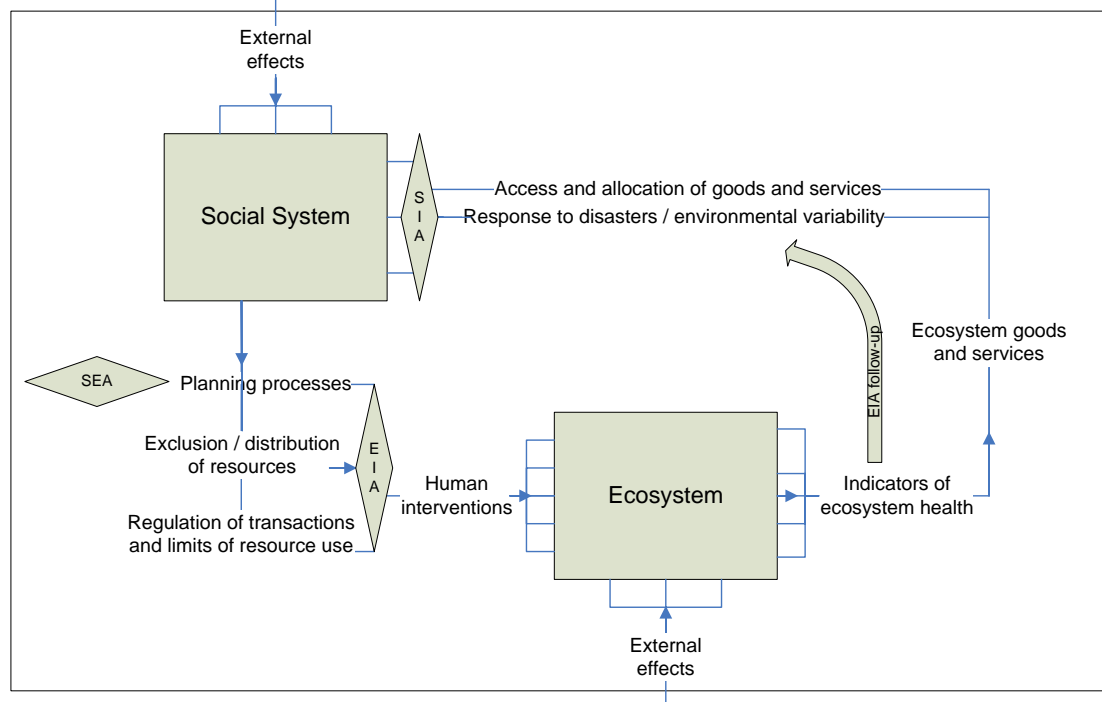 External
effects
Social System
S
I
A
Access and allocation of goods and services
Response to disasters / environmental variability
Ecosystem goods
and services
EIA follow-up
SEA
Planning processes
Exclusion / distribution
of resources
Regulation of transactions
and limits of resource use
E
I
A
Human
interventions
Ecosystem
Indicators of
ecosystem health
External
effects